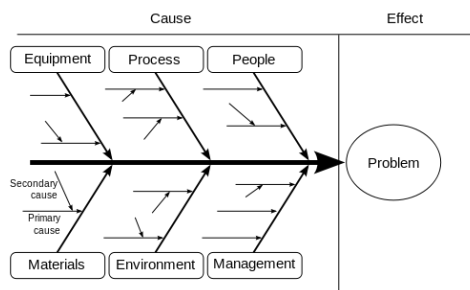 Cause
Effect
Equipment
Process
People
Problem
Secondary
cause
Primary
cause
Materials
Environment
Management